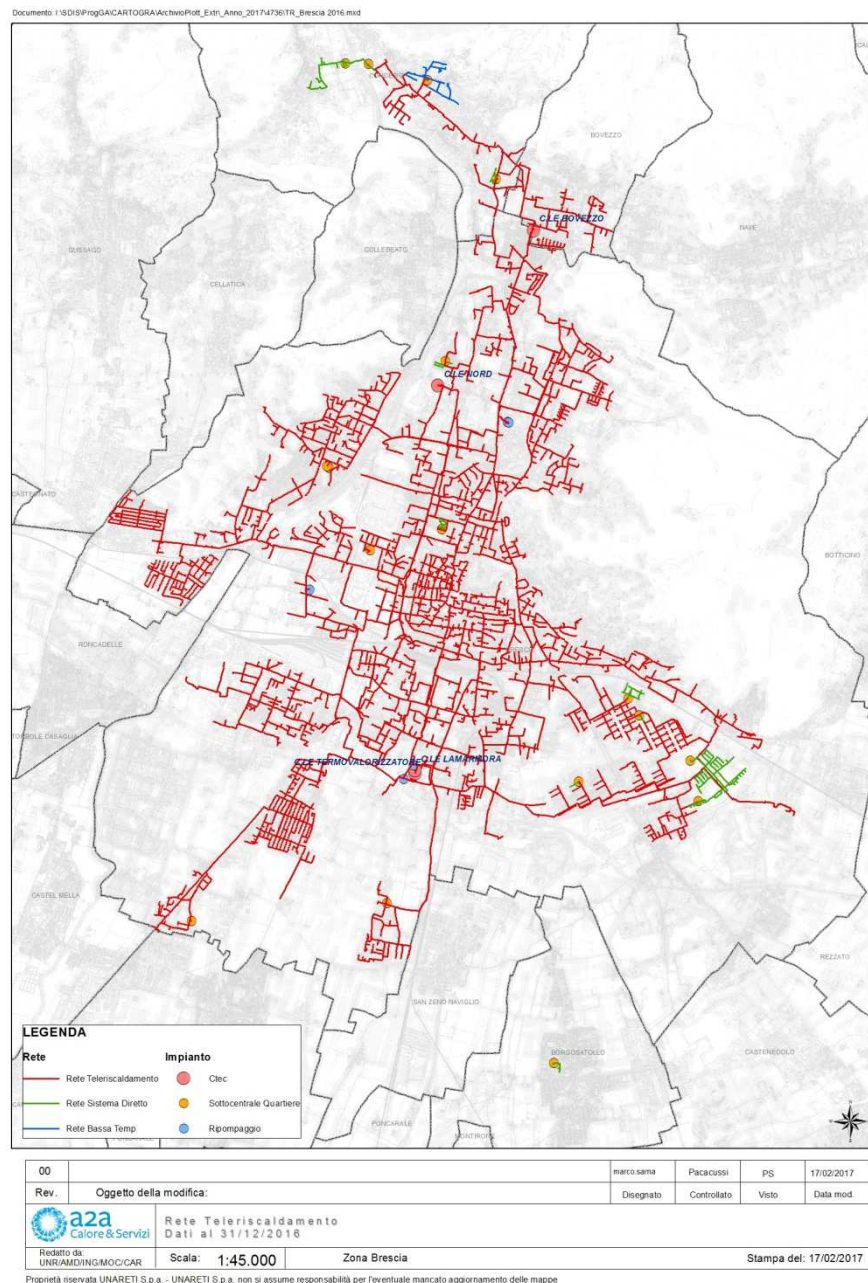 Documento: I:\SDIS\ProgGA\CARTOGRA\ArchivioPlott_Extr\_Anno_2017\4736\TR_Brescia 2016.mxd
BOVEZZO
C.LE BOVEZZO
NAVE
GUSSAGO
COLLEBEATO
CELLATICA
C.LE NORD
CASTEGNATO
BOTTICINO
RONCADELLE
BRESCIA
TORBOLE CASAGLIA
C.LE TERMOVALORIZZATORE
C.LE LAMARMORA
CASTEL MELLA
REZZATO
SAN ZENO NAVIGLIO
BORGOSATOLLO
CASTENEDOLO
PONCARALE
MONTIRONE
LEGENDA
Rete
Impianto
Rete Teleriscaldamento
Ctec
Rete Sistema Diretto
Sottocentrale Quartiere
Rete Bassa Temp.
Ripompaggio
00
marco.sama
Pacacussi
PS
17/02/2017
Rev.
Oggetto della modifica:
Disegnato
Controllato
Visto
Data mod.
a2a
Calore & Servizi
Rete Teleriscaldamento
Dati al 31/12/2016
Redatto da:
UNR/AMD/ING/MOC/CAR
Scala: 1:45.000
Zona Brescia
Stampa del: 17/02/2017
Proprietà riservata UNARETI S.p.a. - UNARETI S.p.a. non si assume responsabilità per l'eventuale mancato aggiornamento delle mappe